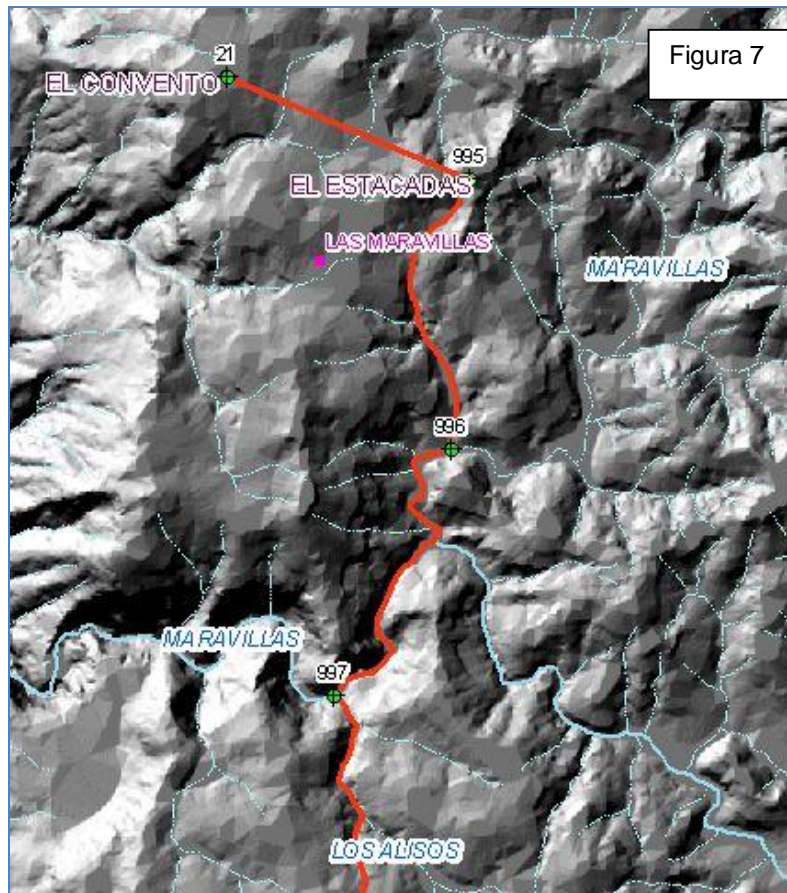 Figura 7
21
EL CONVENTO
995
EL ESTACADAS
LAS MARAVILLAS
MARAVILLAS
996
MARAVILLAS
997
LOS ALISOS